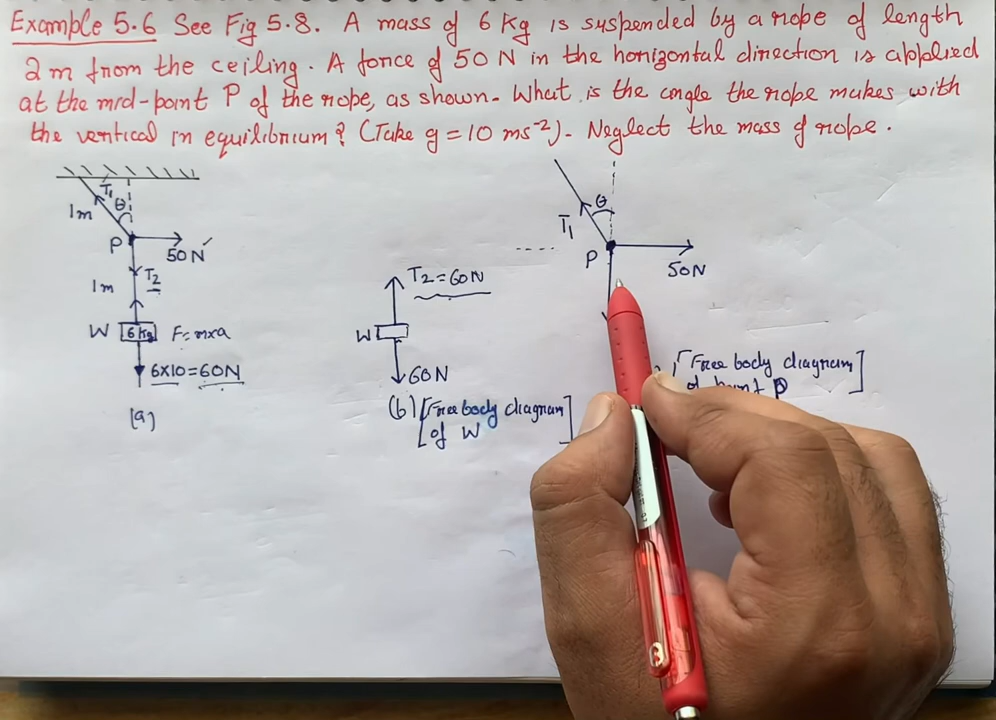 Example 5.6 See Fig 5.8. A mass of 6 Kg is suspended by a rope of length
2m from the ceiling. A force of 50 N in the horizontal direction is applied
at the mid-point P of the rope, as shown. What is the angle the rope makes with
the vertical in equilibrium? (Take g = 10 ms⁻²). Neglect the mass of rope.
T₁
θ
1m
P
50N
T₂
1m
W 6 Kg F = mxa
6x10=60N
(a)
T₂ = 60N
W
60N
(b) [Free body diagram
of W]
θ
T₁
P
50N
[Free body diagram
of point P]